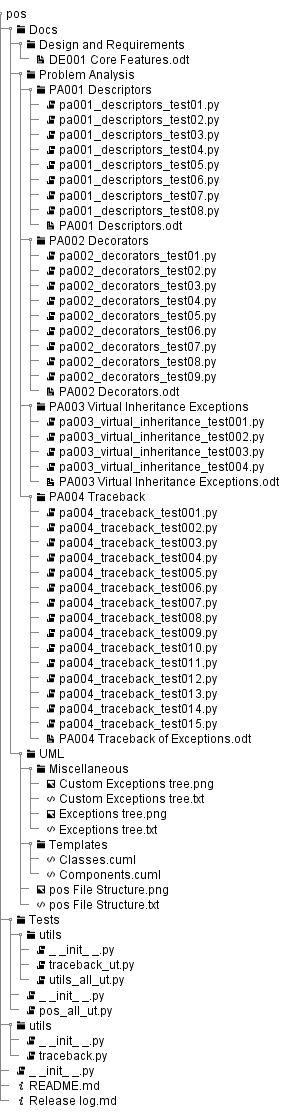 pos
Docs
Design and Requirements
DE001 Core Features.odt
Problem Analysis
PA001 Descriptors
pa001_descriptors_test01.py
pa001_descriptors_test02.py
pa001_descriptors_test03.py
pa001_descriptors_test04.py
pa001_descriptors_test05.py
pa001_descriptors_test06.py
pa001_descriptors_test07.py
pa001_descriptors_test08.py
PA001 Descriptors.odt
PA002 Decorators
pa002_decorators_test01.py
pa002_decorators_test02.py
pa002_decorators_test03.py
pa002_decorators_test04.py
pa002_decorators_test05.py
pa002_decorators_test06.py
pa002_decorators_test07.py
pa002_decorators_test08.py
pa002_decorators_test09.py
PA002 Decorators.odt
PA003 Virtual Inheritance Exceptions
pa003_virtual_inheritance_test001.py
pa003_virtual_inheritance_test002.py
pa003_virtual_inheritance_test003.py
pa003_virtual_inheritance_test004.py
PA003 Virtual Inheritance Exceptions.odt
PA004 Traceback
pa004_traceback_test001.py
pa004_traceback_test002.py
pa004_traceback_test003.py
pa004_traceback_test004.py
pa004_traceback_test005.py
pa004_traceback_test006.py
pa004_traceback_test007.py
pa004_traceback_test008.py
pa004_traceback_test009.py
pa004_traceback_test010.py
pa004_traceback_test011.py
pa004_traceback_test012.py
pa004_traceback_test013.py
pa004_traceback_test014.py
pa004_traceback_test015.py
PA004 Traceback of Exceptions.odt
UML
Miscellaneous
Custom Exceptions tree.png
Custom Exceptions tree.txt
Exceptions tree.png
Exceptions tree.txt
Templates
Classes.cuml
Components.cuml
pos File Structure.png
pos File Structure.txt
Tests
utils
_ _init_ _.py
traceback_ut.py
utils_all_ut.py
_ _init_ _.py
pos_all_ut.py
utils
_ _init_ _.py
traceback.py
_ _init_ _.py
README.md
Release log.md